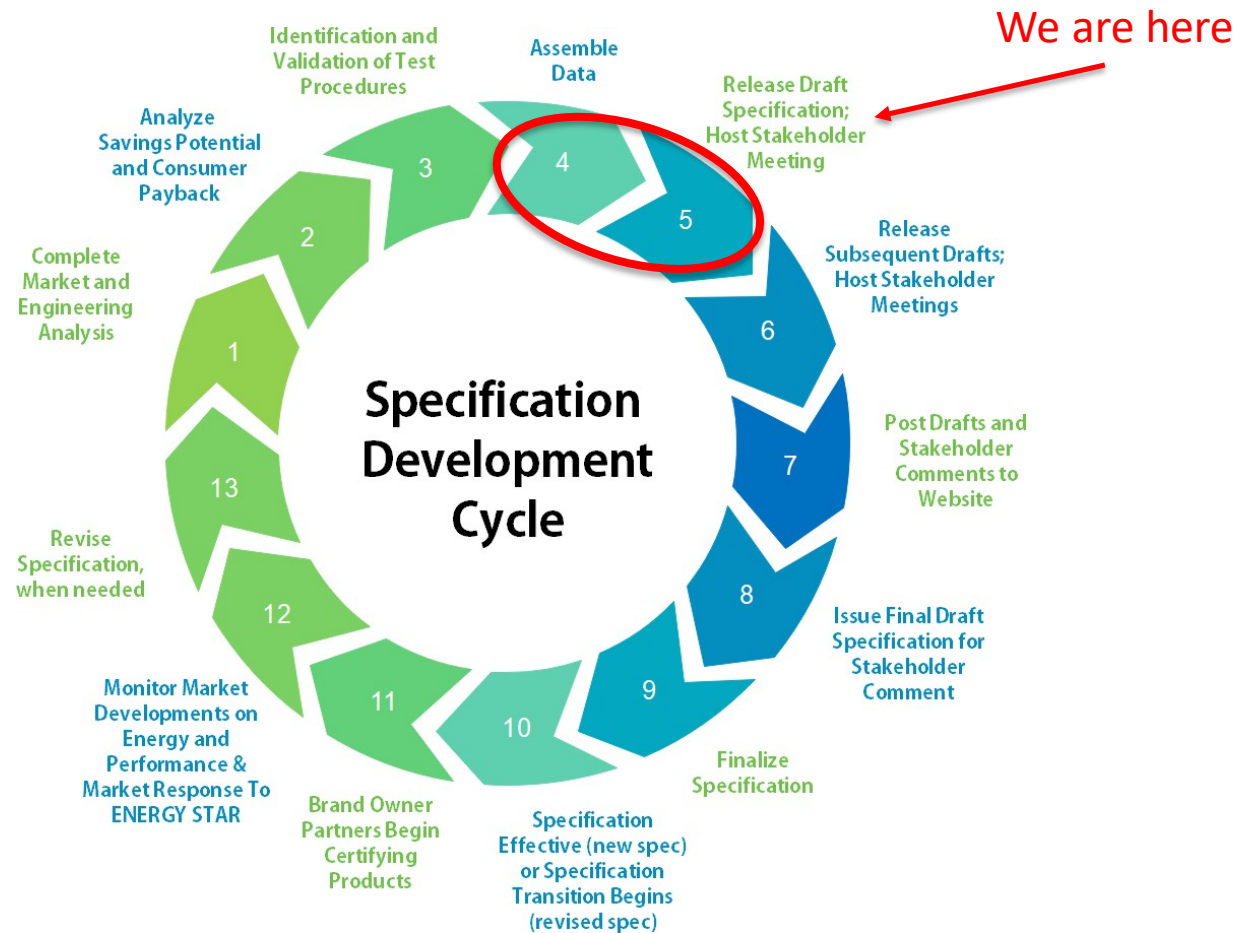 We are here
Specification
Development
Cycle
1
Complete
Market and
Engineering
Analysis
2
Analyze
Savings Potential
and Consumer
Payback
3
Identification and
Validation of Test
Procedures
4
Assemble
Data
5
Release Draft
Specification;
Host Stakeholder
Meeting
6
Release
Subsequent Drafts;
Host Stakeholder
Meetings
7
Post Drafts and
Stakeholder
Comments to
Website
8
Issue Final Draft
Specification for
Stakeholder
Comment
9
Finalize
Specification
10
Specification
Effective (new spec)
or Specification
Transition Begins
(revised spec)
11
Brand Owner
Partners Begin
Certifying
Products
12
Monitor Market
Developments on
Energy and
Performance &
Market Response To
ENERGY STAR
13
Revise
Specification,
when needed